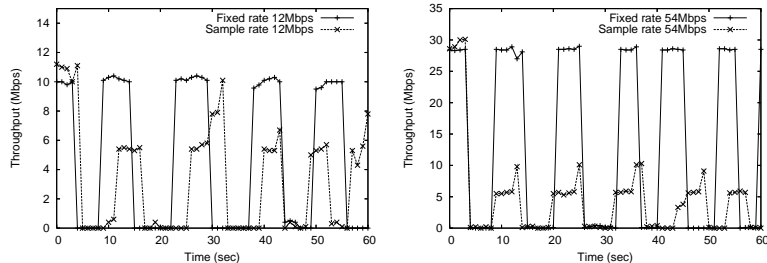 Fixed rate 12Mbps
Sample rate 12Mbps
Throughput (Mbps)
14
12
10
8
6
4
2
0
0 10 20 30 40 50 60
Time (sec)
Fixed rate 54Mbps
Sample rate 54Mbps
Throughput (Mbps)
35
30
25
20
15
10
5
0
0 10 20 30 40 50 60
Time (sec)